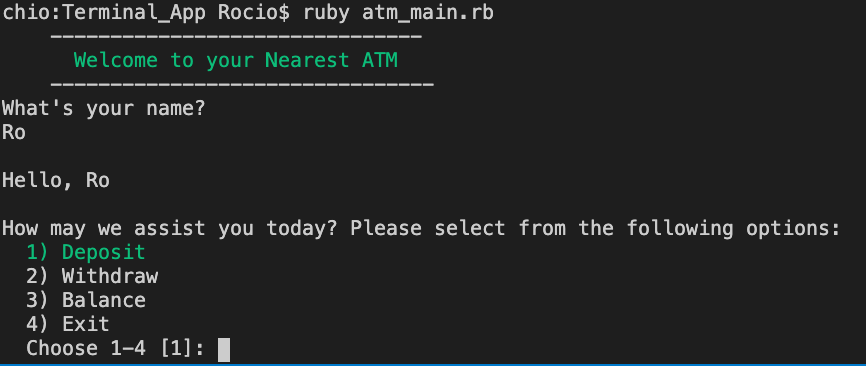 chio:Terminal_App Rocio$ ruby atm_main.rb
-------------------------------
Welcome to your Nearest ATM
--------------------------------
What's your name?
Ro
Hello, Ro
How may we assist you today? Please select from the following options:
1) Deposit
2) Withdraw
3) Balance
4) Exit
Choose 1-4 [1]: